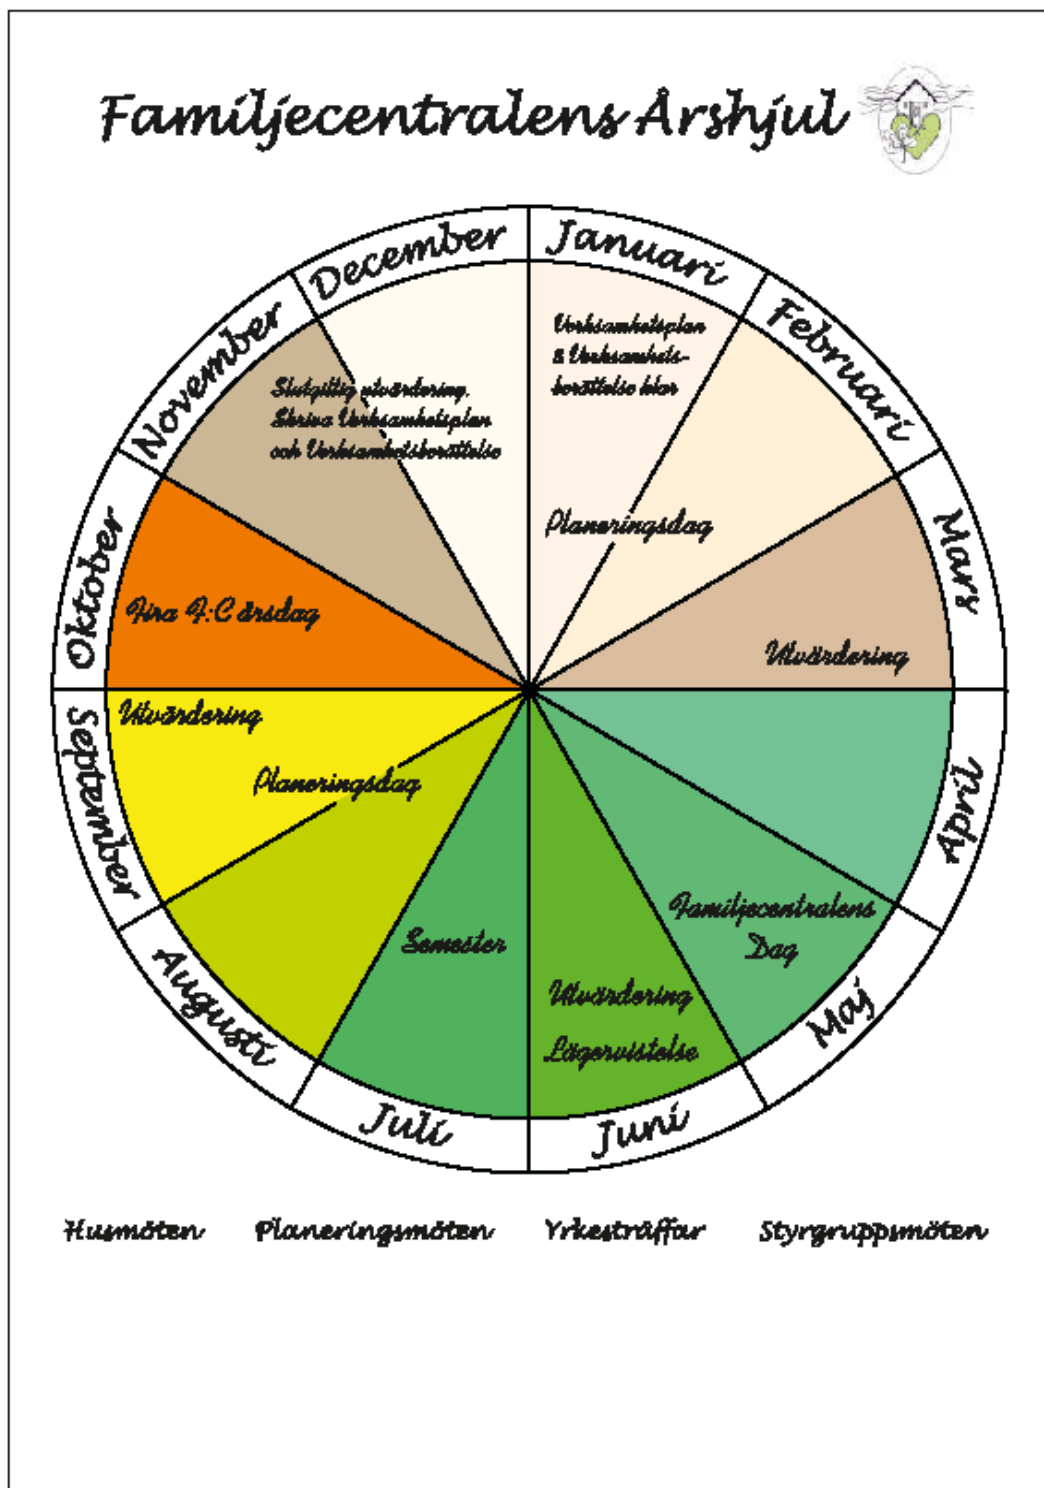 Familjecentralens Årshjul
Januari
Februari
Mars
April
Maj
Juni
Juli
Augusti
September
Oktober
November
December
Verksamhetsplan
& Verksamhets-
berättelse klar
Planeringsdag
Utvärdering
Familjecentralens
Dag
Utvärdering
Lägervistelse
Semester
Planeringsdag
Utvärdering
Fira F:C årsdag
Slutgiltig utvärdering.
Skriva Verksamhetsplan
och Verksamhetsberättelse
Husmöten Planeringsmöten Yrkesträffar Styrgruppsmöten